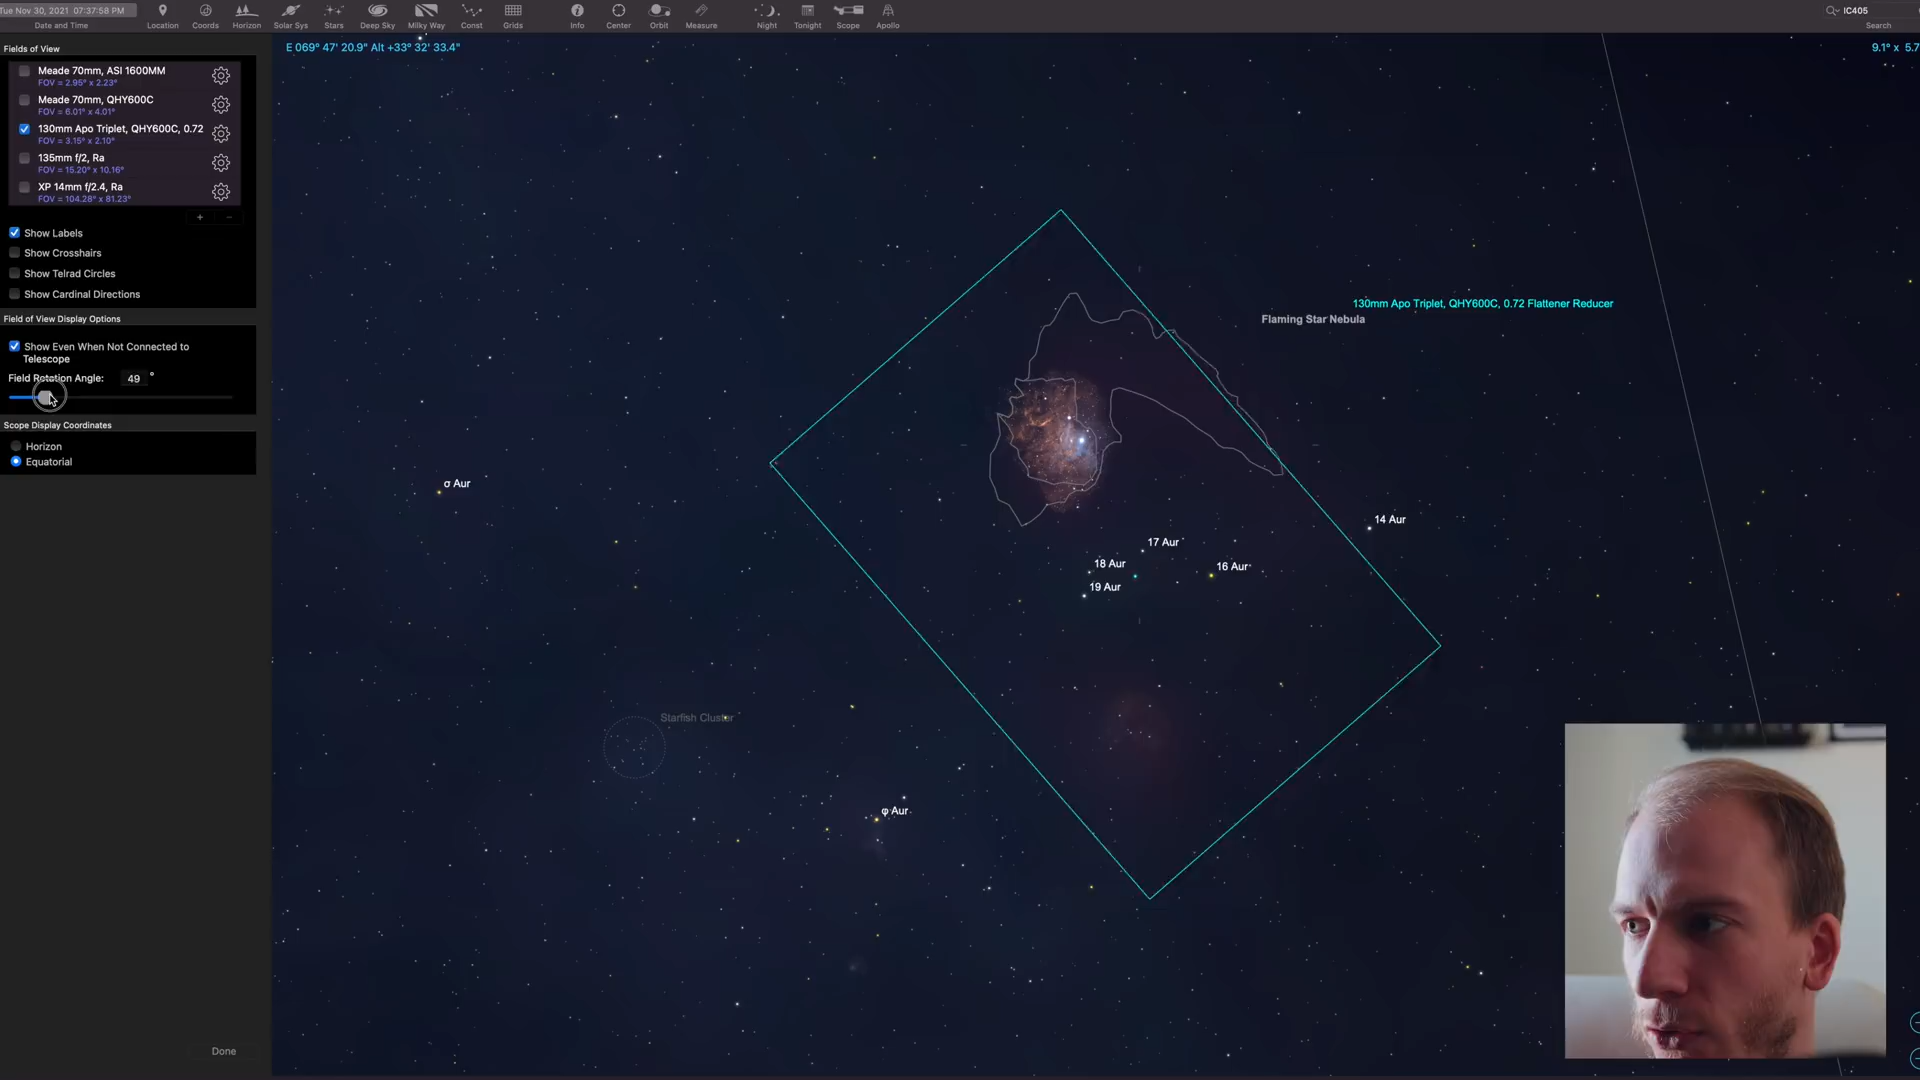 Tue Nov 30, 2021 07:37:58 PM
Date and Time
Location
Coords
Horizon
Solar Sys
Stars
Deep Sky
Milky Way
Const
Grids
Info
Center
Orbit
Measure
Night
Tonight
Scope
Apollo
IC405
Search
Fields of View
Meade 70mm, ASI 1600MM
FOV = 2.95° x 2.23°
Meade 70mm, QHY600C
FOV = 6.01° x 4.01°
130mm Apo Triplet, QHY600C, 0.72
FOV = 3.15° x 2.10°
135mm f/2, Ra
FOV = 15.20° x 10.16°
XP 14mm f/2.4, Ra
FOV = 104.28° x 81.23°
+ −
Show Labels
Show Crosshairs
Show Telrad Circles
Show Cardinal Directions
Field of View Display Options
Show Even When Not Connected to
Telescope
Field Rotation Angle: 49 °
Scope Display Coordinates
Horizon
Equatorial
Done
E 069° 47' 20.9" Alt +33° 32' 33.4"
9.1° x 5.7
130mm Apo Triplet, QHY600C, 0.72 Flattener Reducer
Flaming Star Nebula
σ Aur
14 Aur
17 Aur
18 Aur
16 Aur
19 Aur
Starfish Cluster
φ Aur